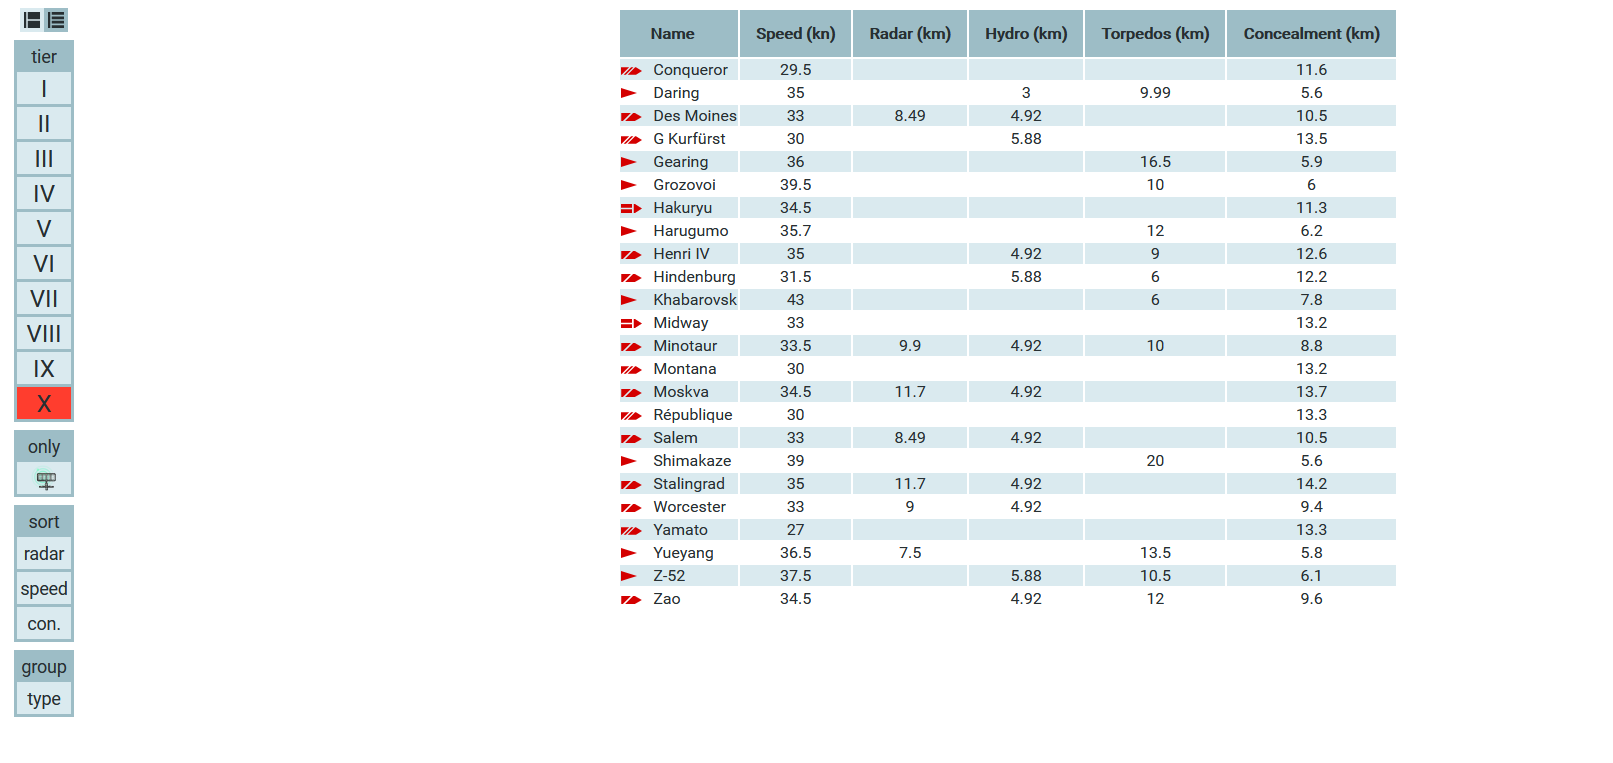 tier
I
II
III
IV
V
VI
VII
VIII
IX
X
only
sort
radar
speed
con.
group
type
Name Speed (kn) Radar (km) Hydro (km) Torpedos (km) Concealment (km)
Conqueror 29.5 11.6
Daring 35 3 9.99 5.6
Des Moines 33 8.49 4.92 10.5
G Kurfürst 30 5.88 13.5
Gearing 36 16.5 5.9
Grozovoi 39.5 10 6
Hakuryu 34.5 11.3
Harugumo 35.7 12 6.2
Henri IV 35 4.92 9 12.6
Hindenburg 31.5 5.88 6 12.2
Khabarovsk 43 6 7.8
Midway 33 13.2
Minotaur 33.5 9.9 4.92 10 8.8
Montana 30 13.2
Moskva 34.5 11.7 4.92 13.7
République 30 13.3
Salem 33 8.49 4.92 10.5
Shimakaze 39 20 5.6
Stalingrad 35 11.7 4.92 14.2
Worcester 33 9 4.92 9.4
Yamato 27 13.3
Yueyang 36.5 7.5 13.5 5.8
Z-52 37.5 5.88 10.5 6.1
Zao 34.5 4.92 12 9.6